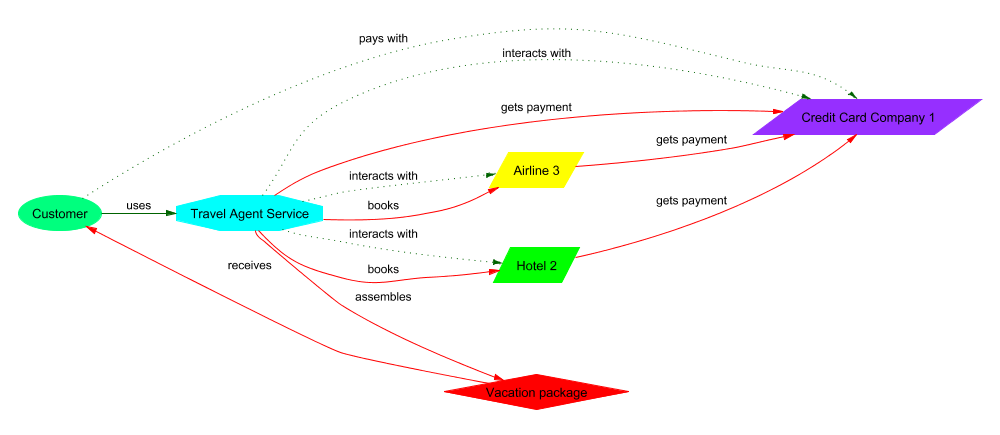 pays with
interacts with
gets payment
Credit Card Company 1
gets payment
Airline 3
interacts with
books
uses
Customer
Travel Agent Service
gets payment
interacts with
Hotel 2
receives
books
assembles
Vacation package